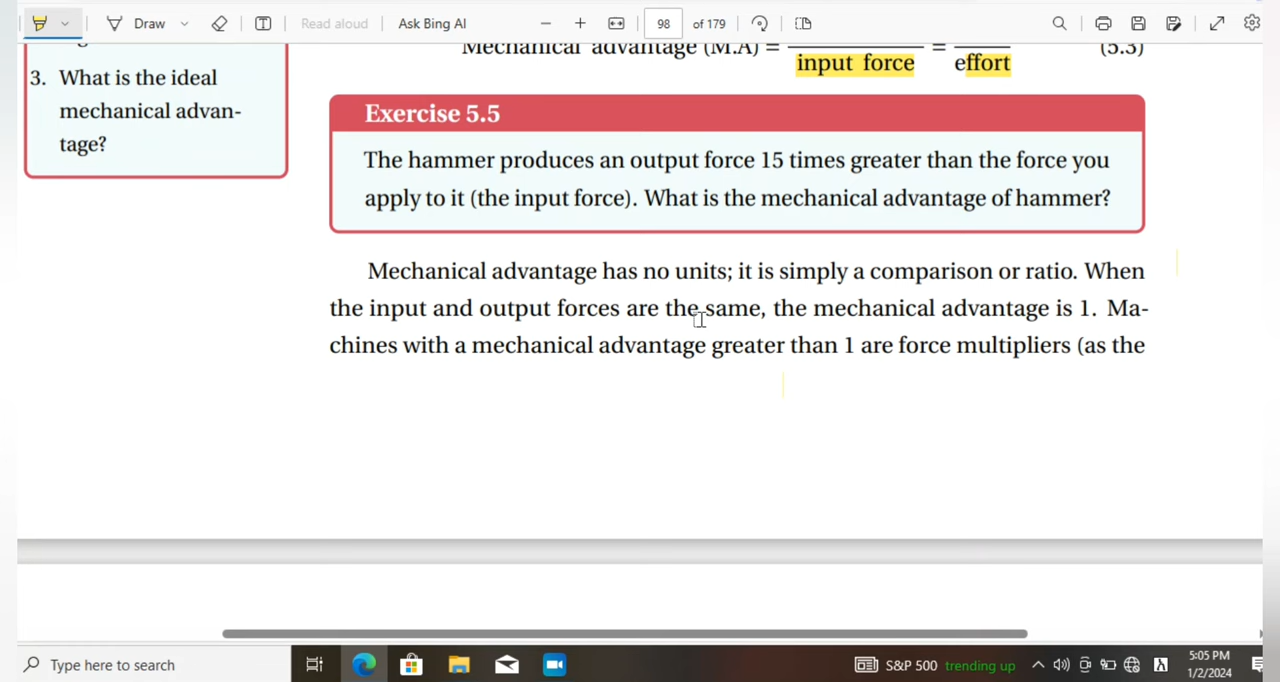 Draw
Read aloud
Ask Bing AI
98 of 179
3. What is the ideal
mechanical advan-
tage?
Mechanical advantage (M.A) = = (5.3)
input force effort
Exercise 5.5
The hammer produces an output force 15 times greater than the force you
apply to it (the input force). What is the mechanical advantage of hammer?
Mechanical advantage has no units; it is simply a comparison or ratio. When
the input and output forces are the same, the mechanical advantage is 1. Ma-
chines with a mechanical advantage greater than 1 are force multipliers (as the
Type here to search
S&P 500 trending up
5:05 PM
1/2/2024